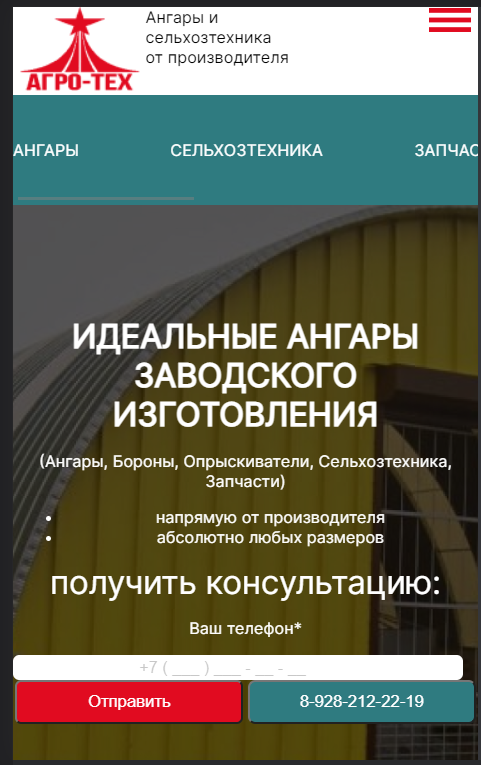 Ангары и
сельхозтехника
от производителя
АГРО-ТЕХ
АНГАРЫ СЕЛЬХОЗТЕХНИКА ЗАПЧАС
ИДЕАЛЬНЫЕ АНГАРЫ
ЗАВОДСКОГО
ИЗГОТОВЛЕНИЯ
(Ангары, Бороны, Опрыскиватели, Сельхозтехника,
Запчасти)
• напрямую от производителя
• абсолютно любых размеров
получить консультацию:
Ваш телефон*
+7 ( ___ ) ___ - __ - __
Отправить 8-928-212-22-19